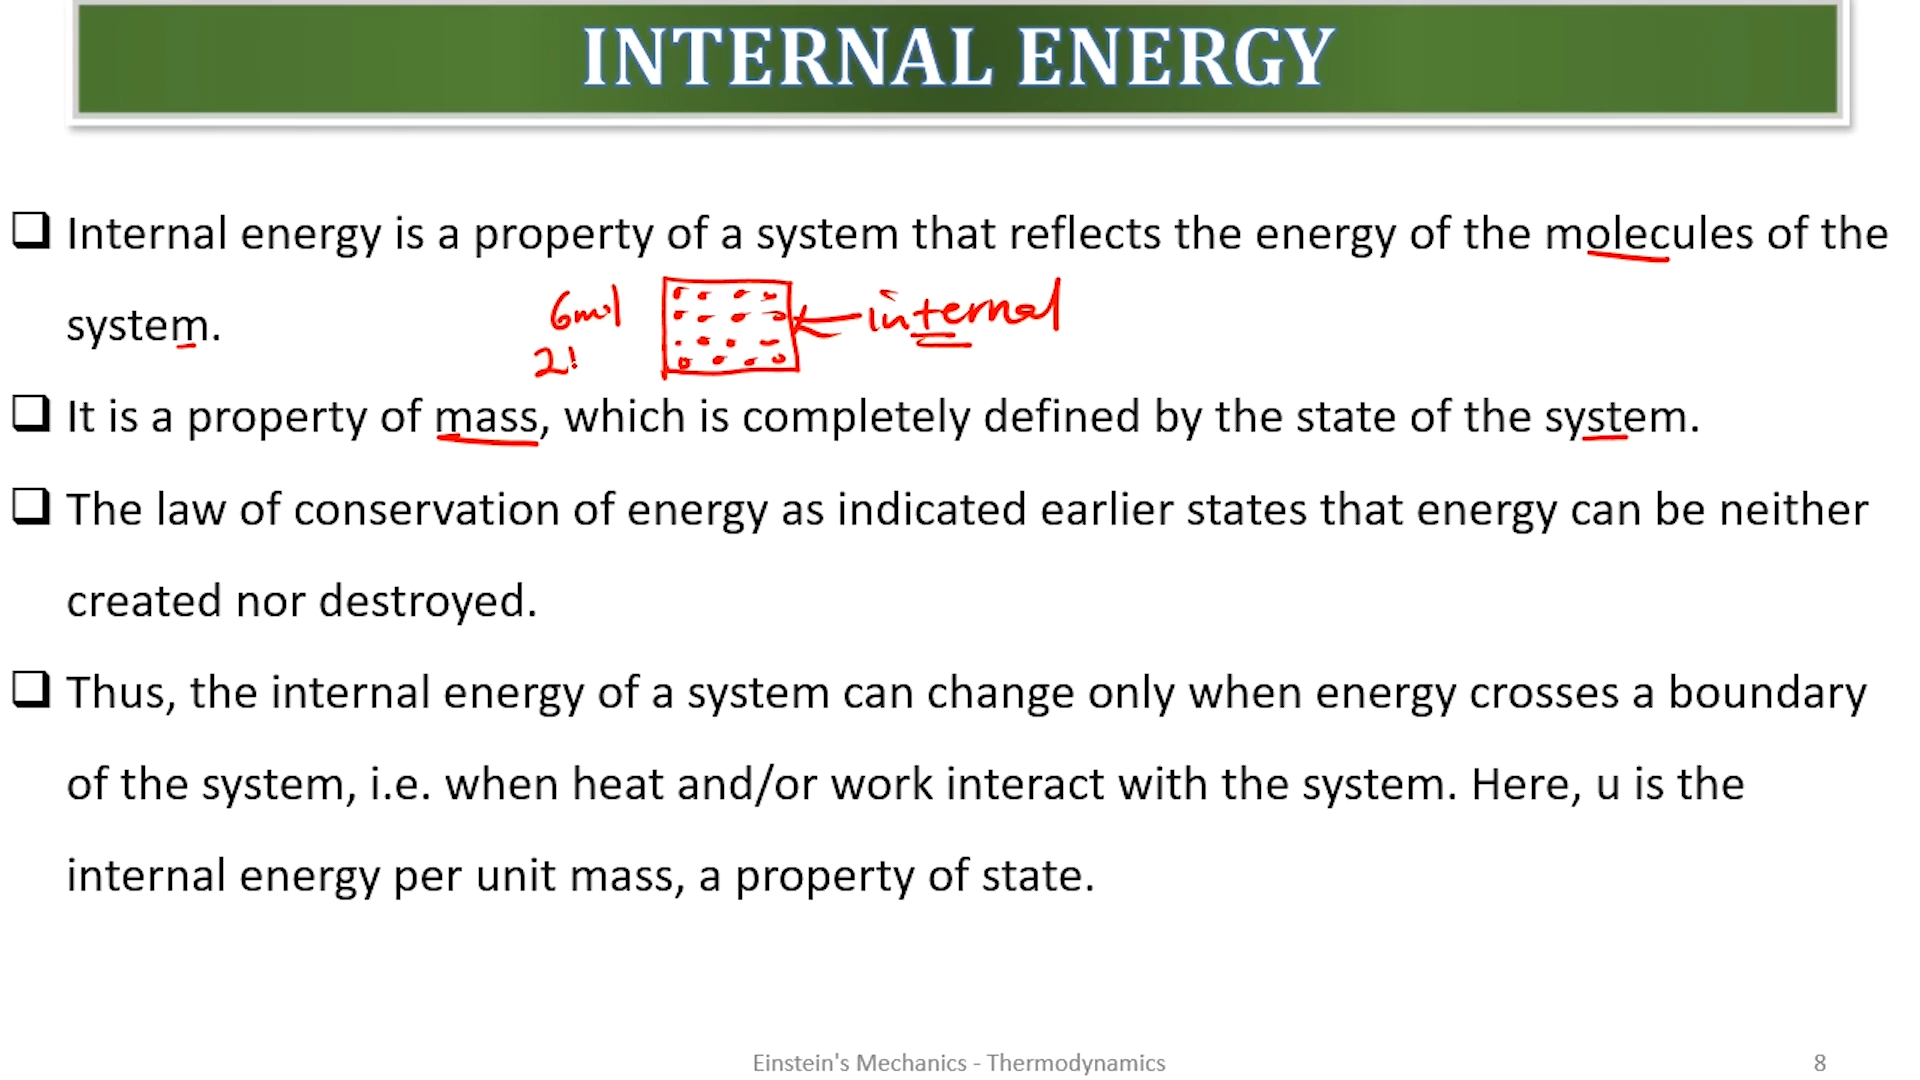 INTERNAL ENERGY
Internal energy is a property of a system that reflects the energy of the molecules of the
system.
6mol
internal
It is a property of mass, which is completely defined by the state of the system.
The law of conservation of energy as indicated earlier states that energy can be neither
created nor destroyed.
Thus, the internal energy of a system can change only when energy crosses a boundary
of the system, i.e. when heat and/or work interact with the system. Here, u is the
internal energy per unit mass, a property of state.
Einstein's Mechanics - Thermodynamics
8